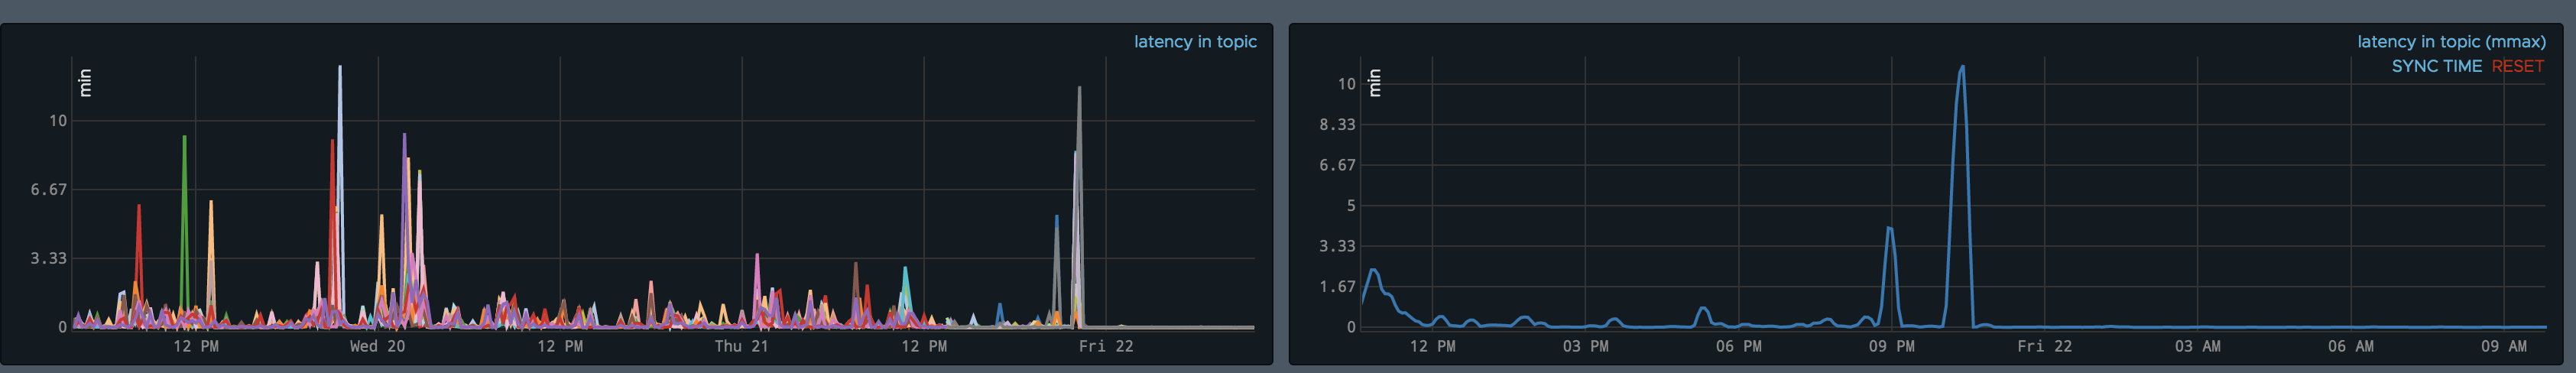 latency in topic
min
10
6.67
3.33
0
12 PM Wed 20 12 PM Thu 21 12 PM Fri 22
latency in topic (mmax)
SYNC TIME RESET
min
10
8.33
6.67
5
3.33
1.67
0
12 PM 03 PM 06 PM 09 PM Fri 22 03 AM 06 AM 09 AM